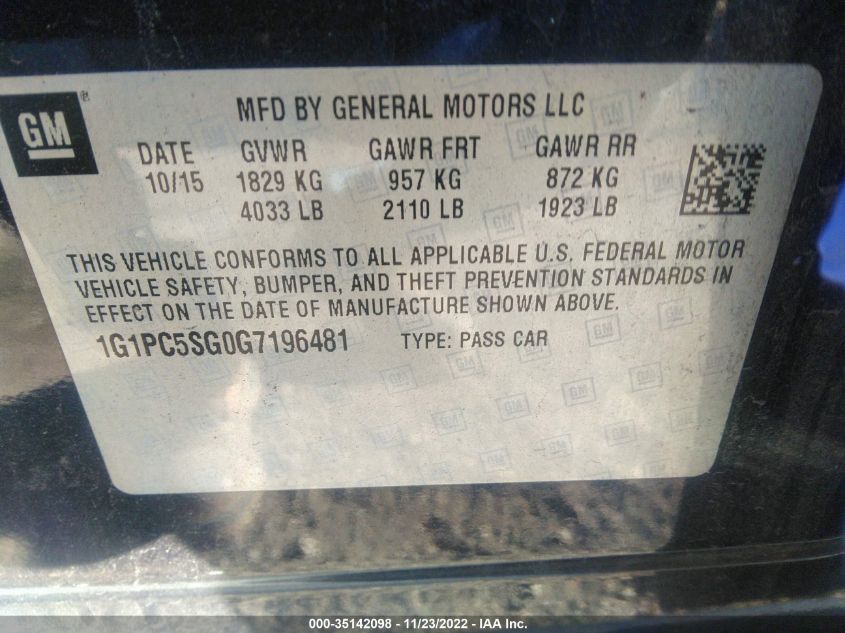 GM®
MFD BY GENERAL MOTORS LLC
DATE GVWR GAWR FRT GAWR RR
10/15 1829 KG 957 KG 872 KG
4033 LB 2110 LB 1923 LB
THIS VEHICLE CONFORMS TO ALL APPLICABLE U.S. FEDERAL MOTOR
VEHICLE SAFETY, BUMPER, AND THEFT PREVENTION STANDARDS IN
EFFECT ON THE DATE OF MANUFACTURE SHOWN ABOVE.
1G1PC5SG0G7196481 TYPE: PASS CAR
000-35142098 - 11/23/2022 - IAA Inc.